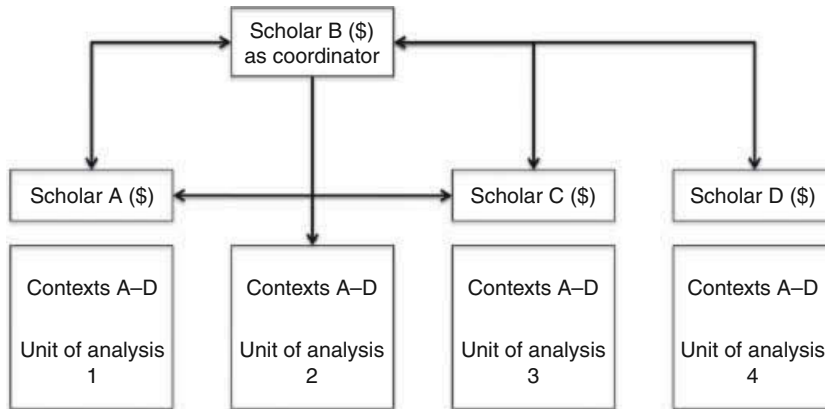 Scholar B ($)
as coordinator
Scholar A ($)
Scholar C ($)
Scholar D ($)
Contexts A–D
Unit of analysis
1
Contexts A–D
Unit of analysis
2
Contexts A–D
Unit of analysis
3
Contexts A–D
Unit of analysis
4